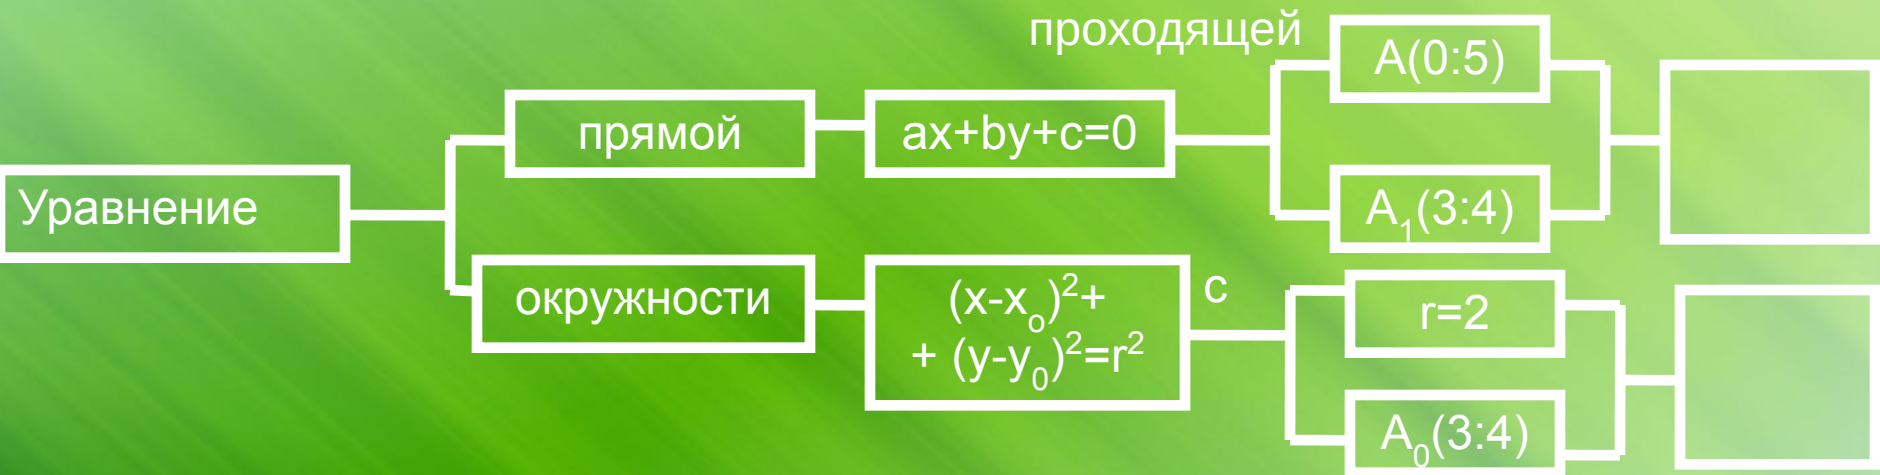 проходящей
A(0:5)
прямой
ax+by+c=0
Уравнение
A₁(3:4)
окружности
(x-xₒ)²+
+ (y-y₀)²=r²
с
r=2
A₀(3:4)